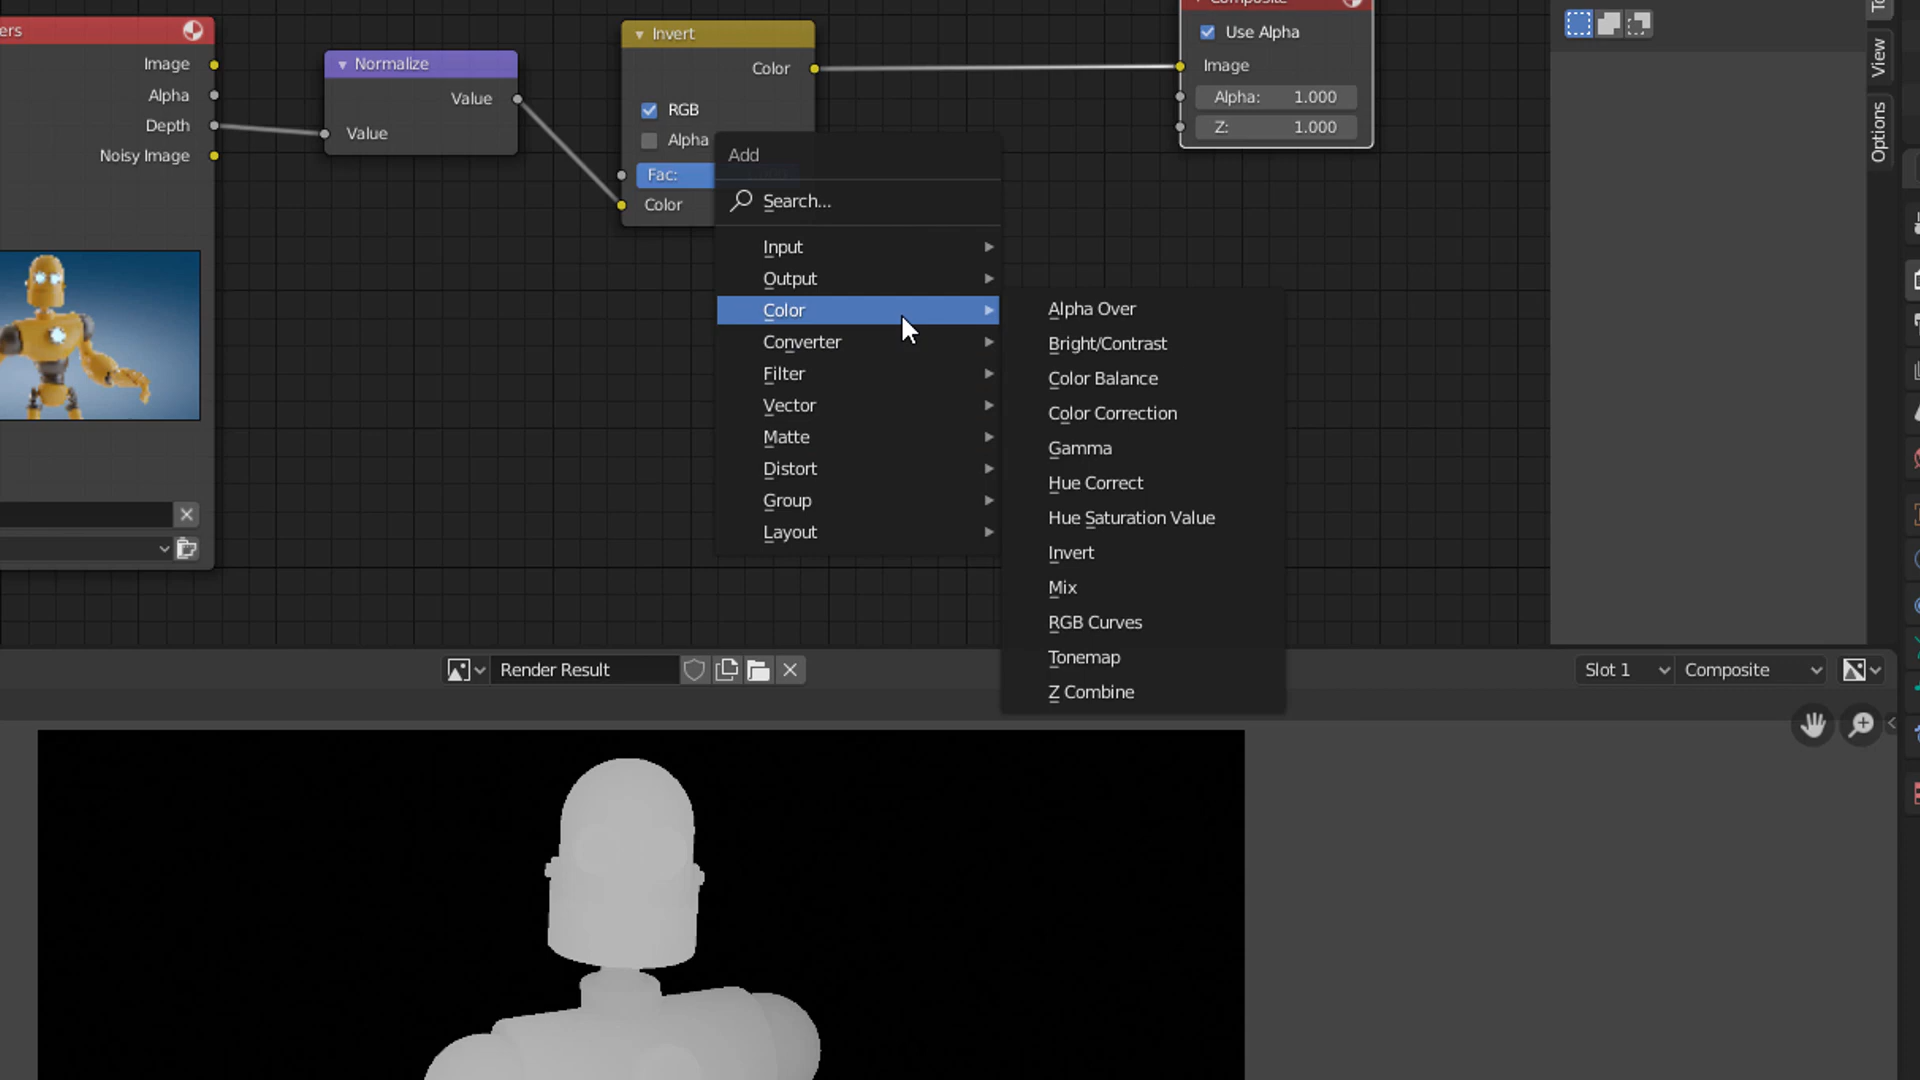 ers
Image
Alpha
Depth
Noisy Image
Normalize
Value
Value
Invert
Color
RGB
Alpha
Fac:
Color
Composite
Use Alpha
Image
Alpha: 1.000
Z: 1.000
View
Options
Add
Search...
Input
Output
Color
Converter
Filter
Vector
Matte
Distort
Group
Layout
Alpha Over
Bright/Contrast
Color Balance
Color Correction
Gamma
Hue Correct
Hue Saturation Value
Invert
Mix
RGB Curves
Tonemap
Z Combine
Render Result
Slot 1
Composite